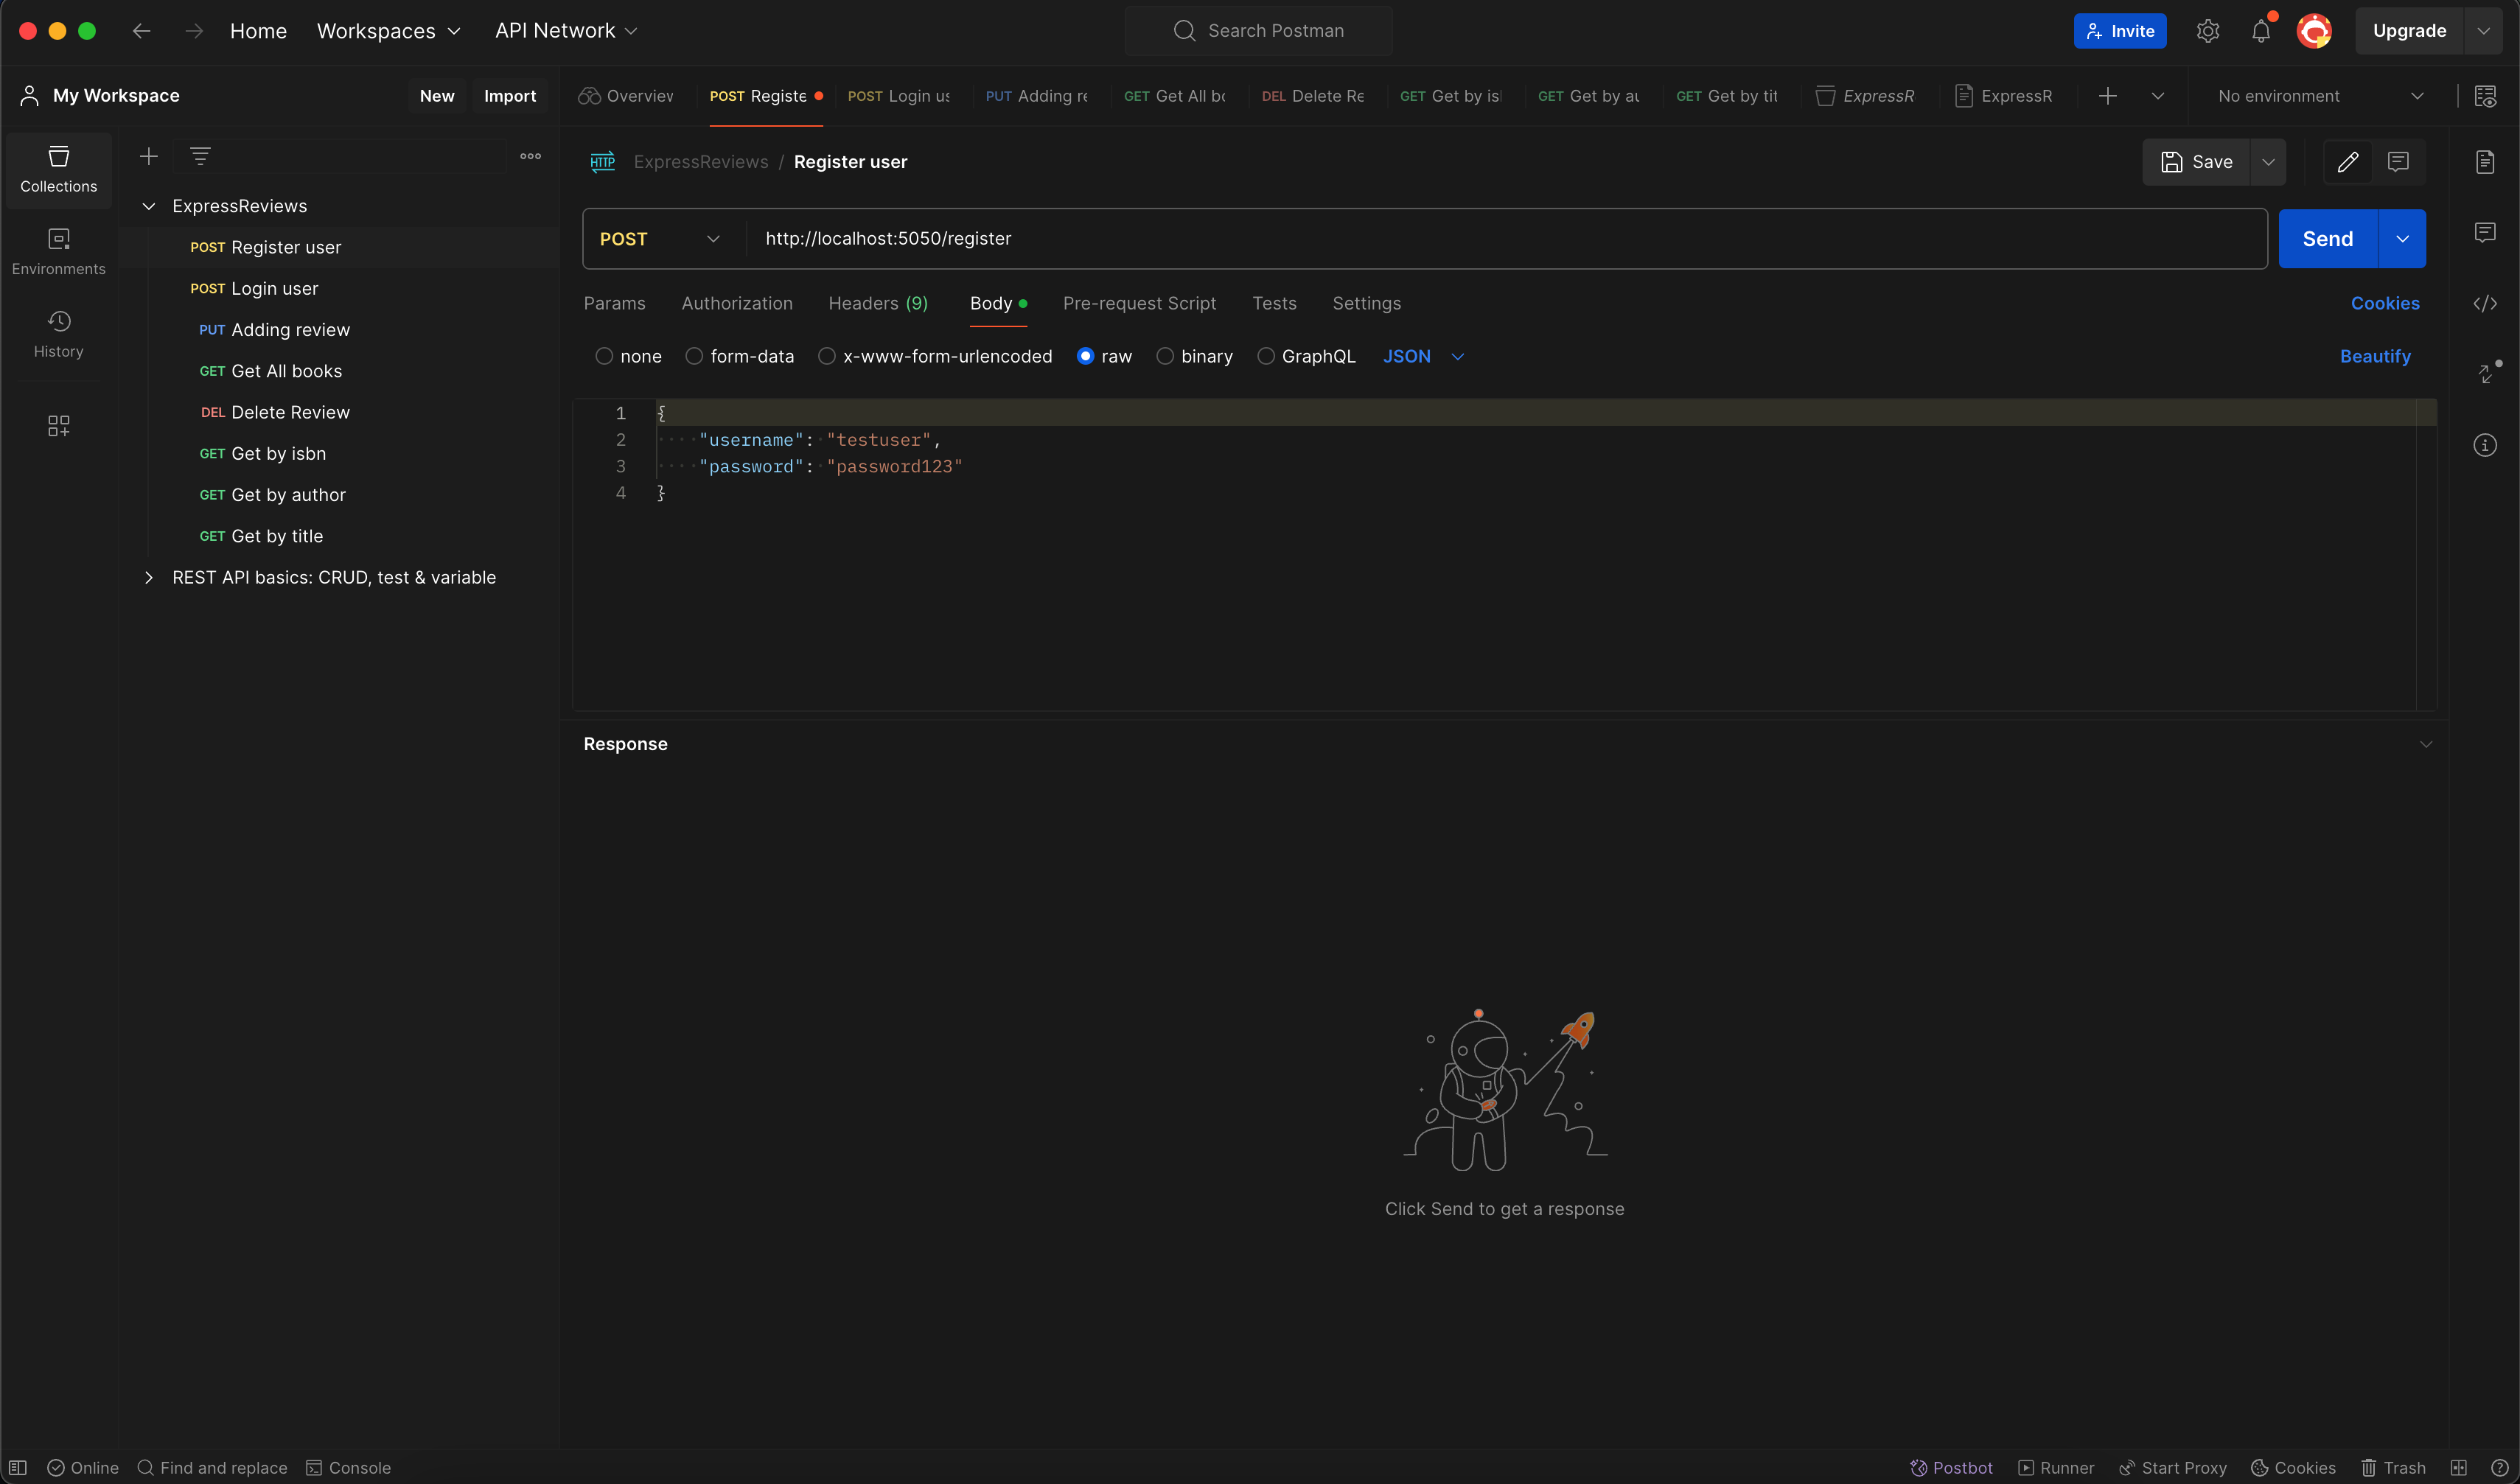 Home Workspaces API Network Search Postman Invite Upgrade
My Workspace New Import Overviev POST Registe POST Login us PUT Adding re GET Get All bc DEL Delete Re GET Get by isl GET Get by au GET Get by tit ExpressR ExpressR No environment
Collections
Environments
History
ExpressReviews
POST Register user
POST Login user
PUT Adding review
GET Get All books
DEL Delete Review
GET Get by isbn
GET Get by author
GET Get by title
REST API basics: CRUD, test & variable
HTTP ExpressReviews / Register user Save
POST http://localhost:5050/register Send
Params Authorization Headers (9) Body Pre-request Script Tests Settings Cookies
none form-data x-www-form-urlencoded raw binary GraphQL JSON Beautify
1 {
2 "username": "testuser",
3 "password": "password123"
4 }
Response
Click Send to get a response
Online Find and replace Console Postbot Runner Start Proxy Cookies Trash